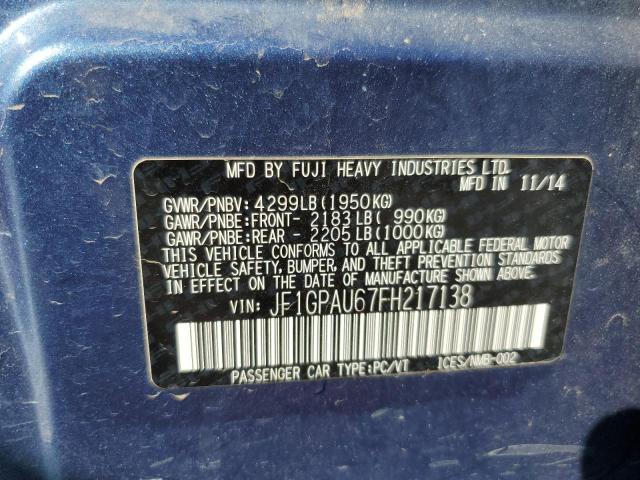 MFD BY FUJI HEAVY INDUSTRIES LTD.
MFD IN 11/14
GVWR/PNBV: 4299LB(1950KG)
GAWR/PNBE:FRONT- 2183LB( 990KG)
GAWR/PNBE:REAR - 2205LB(1000KG)
THIS VEHICLE CONFORMS TO ALL APPLICABLE FEDERAL MOTOR
VEHICLE SAFETY, BUMPER, AND THEFT PREVENTION STANDARDS
IN EFFECT ON THE DATE OF MANUFACTURE SHOWN ABOVE.
VIN: JF1GPAU67FH217138
PASSENGER CAR TYPE:PC/VT ICES/NMB-002